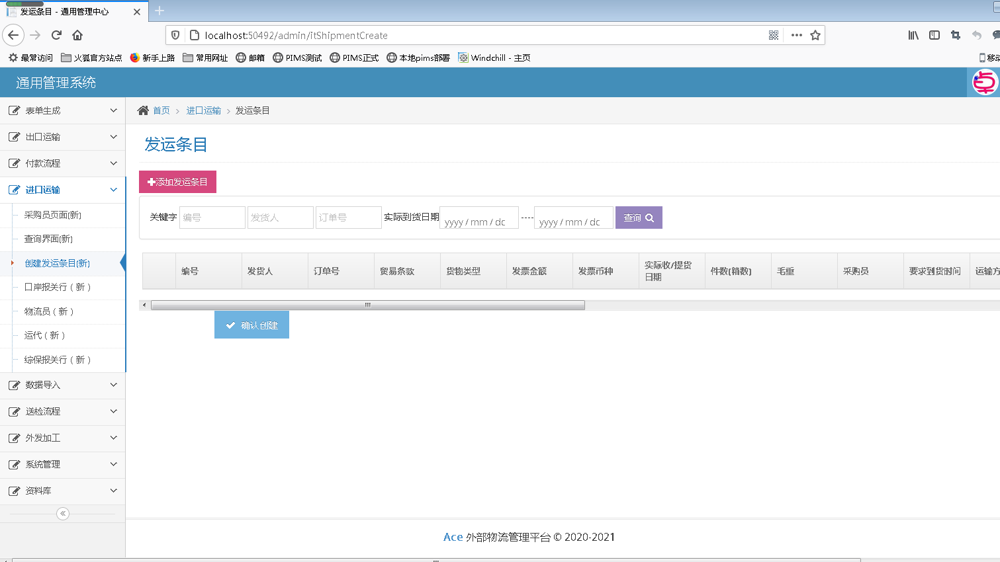 发运条目 - 通用管理中心
localhost:50492/admin/itShipmentCreate
最常访问 火狐官方站点 新手上路 常用网址 邮箱 PIMS测试 PIMS正式 本地pims部署 Windchill - 主页 移动
通用管理系统
表单生成
出口运输
付款流程
进口运输
采购员页面(新)
查询界面(新)
创建发运条目(新)
口岸报关行（新）
物流员（新）
运代（新）
综保报关行（新）
数据导入
送检流程
外发加工
系统管理
资料库
首页 > 进口运输 > 发运条目
发运条目
添加发运条目
关键字 编号 发货人 订单号 实际到货日期 yyyy / mm / dc ---- yyyy / mm / dc 查询
编号 发货人 订单号 贸易条款 货物类型 发票金额 发票币种 实际收/提货日期 件数(箱数) 毛重 采购员 要求到货时间 运输方
确认创建
Ace 外部物流管理平台 © 2020-2021